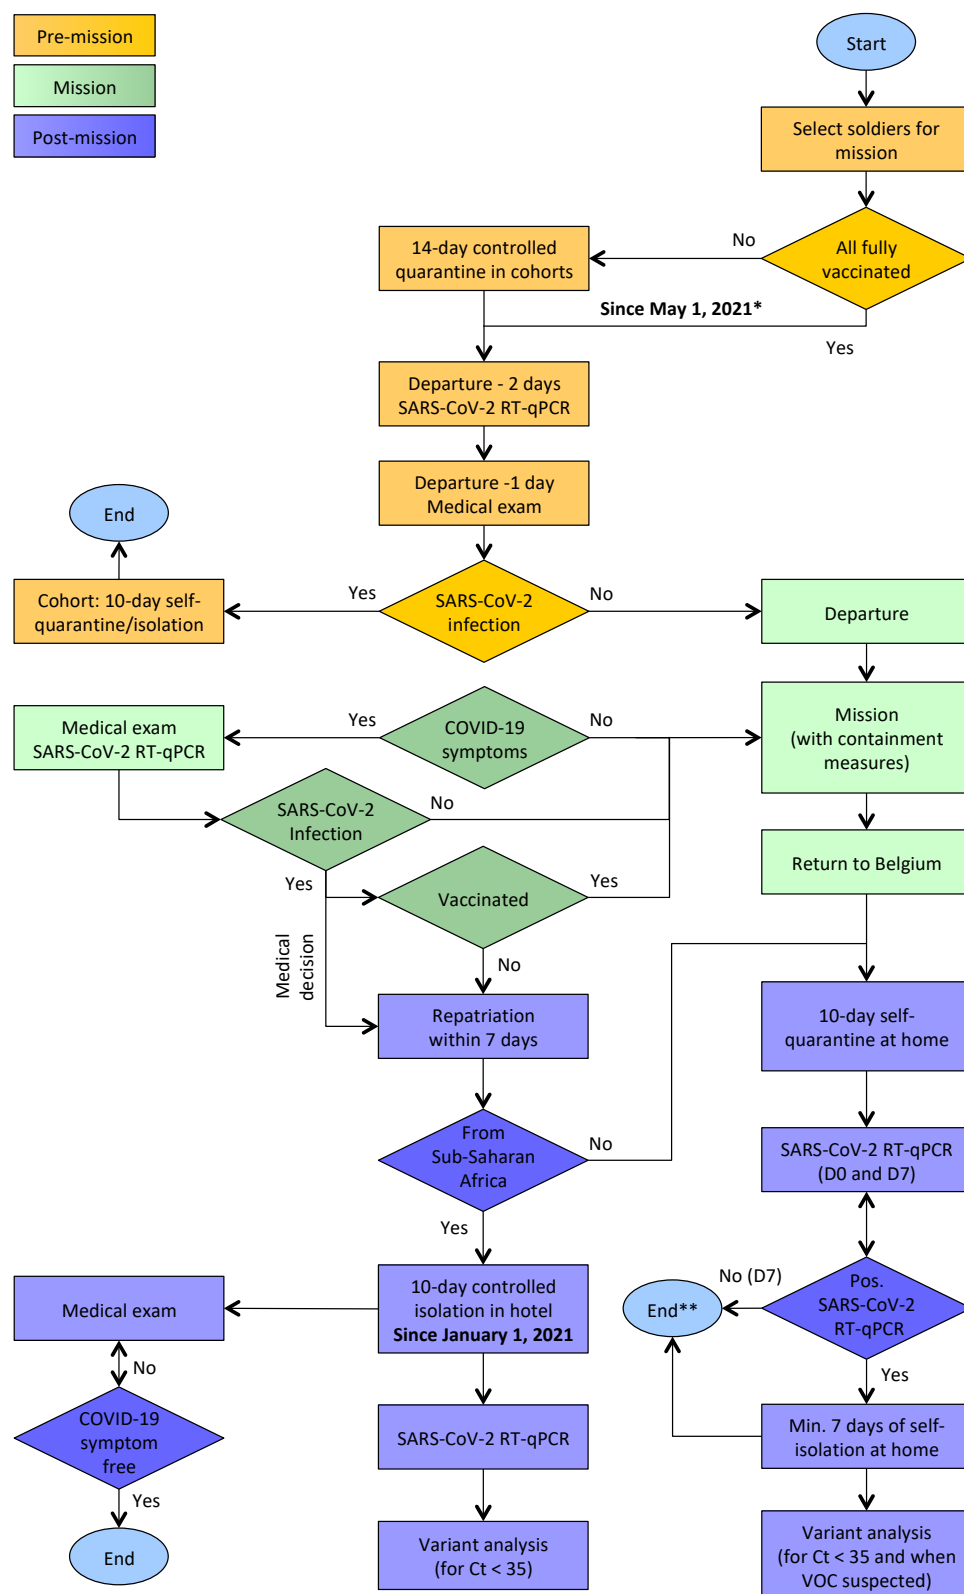 Pre-mission
Mission
Post-mission
Start
Select soldiers for
mission
All fully
vaccinated
No
14-day controlled
quarantine in cohorts
Since May 1, 2021*
Yes
Departure - 2 days
SARS-CoV-2 RT-qPCR
Departure -1 day
Medical exam
End
Cohort: 10-day self-
quarantine/isolation
Yes
SARS-CoV-2
infection
No
Departure
Medical exam
SARS-CoV-2 RT-qPCR
Yes
COVID-19
symptoms
No
Mission
(with containment
measures)
SARS-CoV-2
Infection
No
Return to Belgium
Yes
Vaccinated
Yes
Medical
decision
No
Repatriation
within 7 days
10-day self-
quarantine at home
From
Sub-Saharan
Africa
No
SARS-CoV-2 RT-qPCR
(D0 and D7)
Yes
Medical exam
10-day controlled
isolation in hotel
Since January 1, 2021
End**
No (D7)
Pos.
SARS-CoV-2
RT-qPCR
No
Yes
COVID-19
symptom
free
SARS-CoV-2 RT-qPCR
Min. 7 days of self-
isolation at home
Yes
End
Variant analysis
(for Ct < 35)
Variant analysis
(for Ct < 35 and when
VOC suspected)